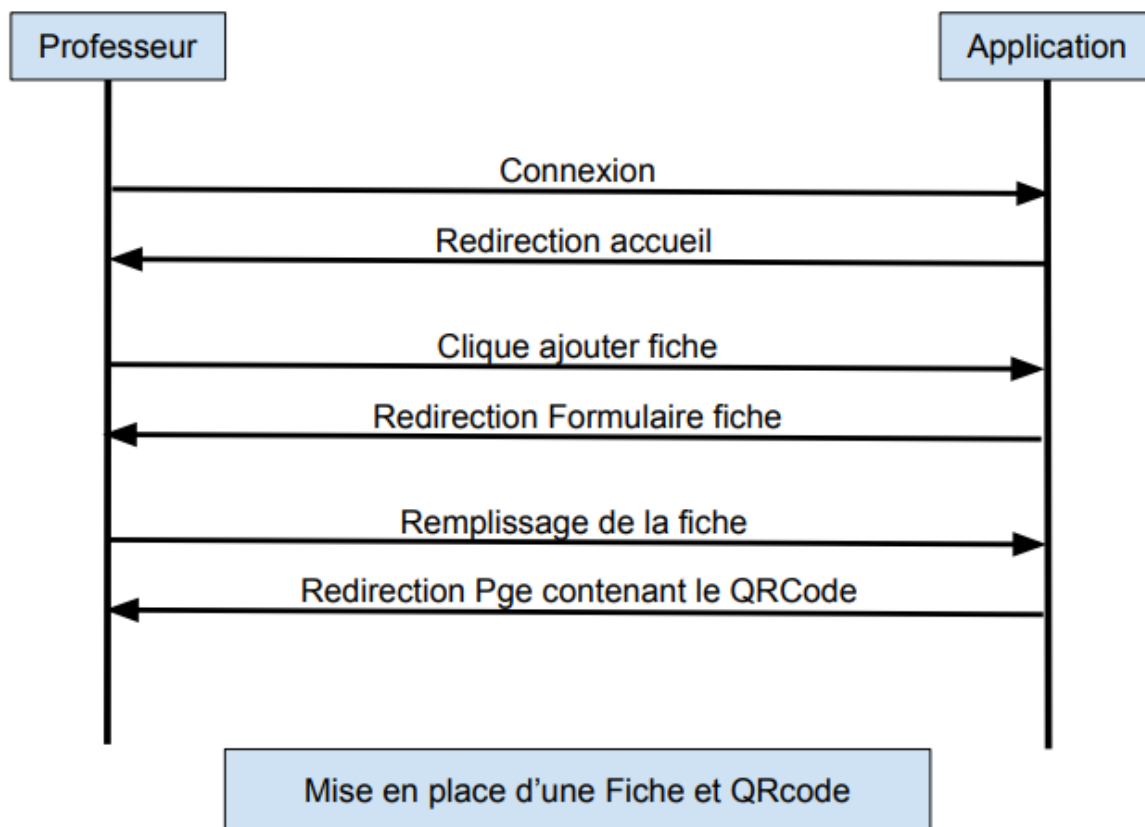 Professeur
Application
Connexion
Redirection accueil
Clique ajouter fiche
Redirection Formulaire fiche
Remplissage de la fiche
Redirection Pge contenant le QRCode
Mise en place d’une Fiche et QRcode